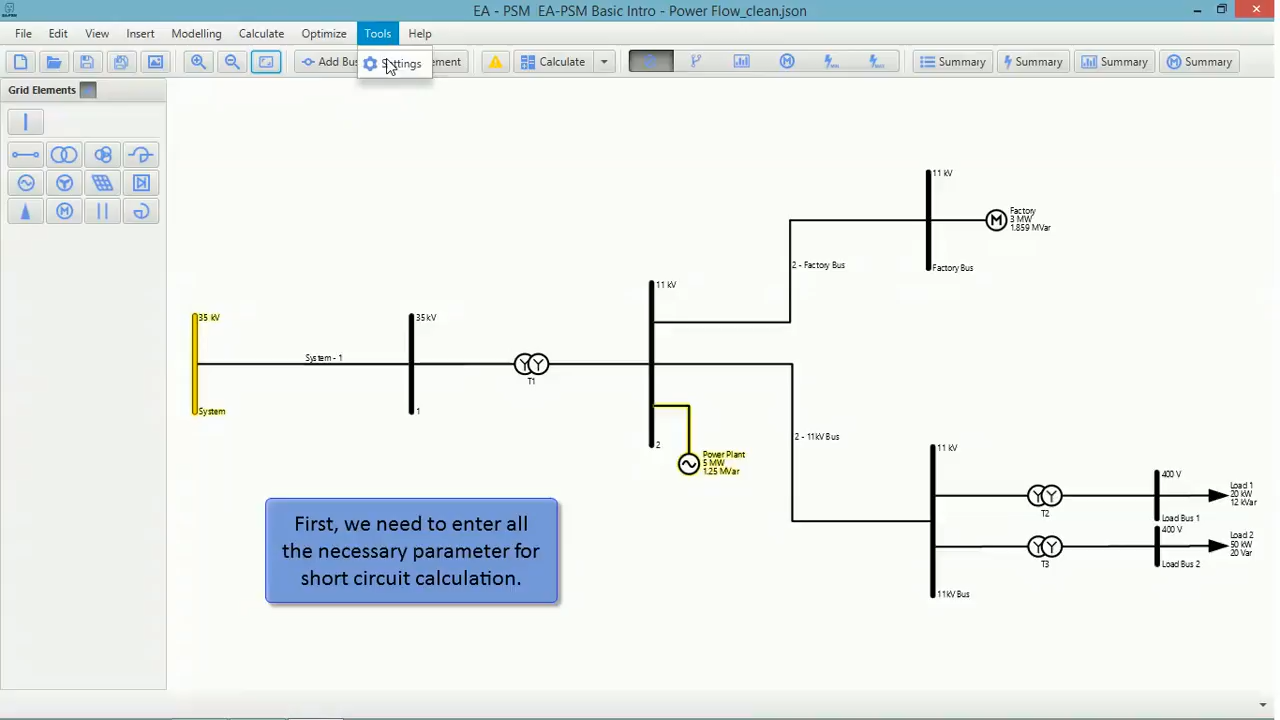 EA - PSM EA-PSM Basic Intro - Power Flow_clean.json
File Edit View Insert Modelling Calculate Optimize Tools Help
Add Bus
ement
Calculate
Summary
Summary
Summary
Summary
Settings
Grid Elements
11 kV
Factory
3 MW
1.859 MVar
2 - Factory Bus
Factory Bus
11 kV
35 kV
35 kV
System - 1
T1
System
1
2
2 - 11kV Bus
Power Plant
5 MW
1.25 MVar
11 kV
400 V
Load 1
20 kW
12 kVar
T2
Load Bus 1
400 V
Load 2
50 kW
20 Var
T3
Load Bus 2
11kV Bus
First, we need to enter all
the necessary parameter for
short circuit calculation.